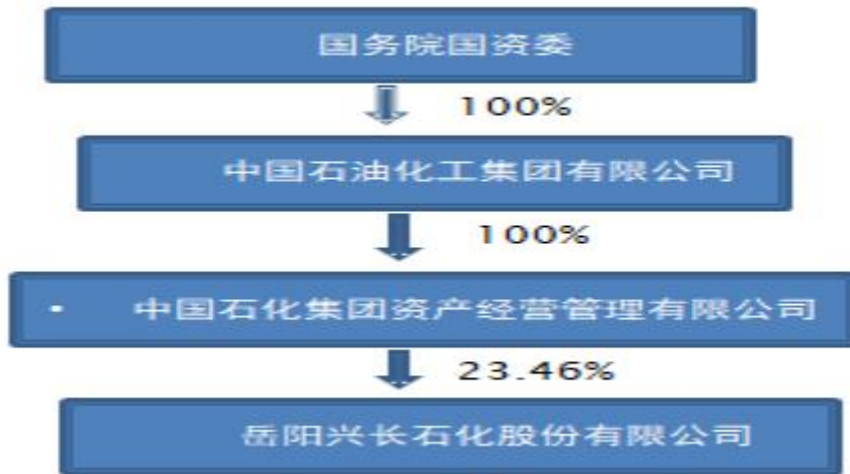 国务院国资委
100%
中国石油化工集团有限公司
100%
• 中国石化集团资产经营管理有限公司
23.46%
岳阳兴长石化股份有限公司